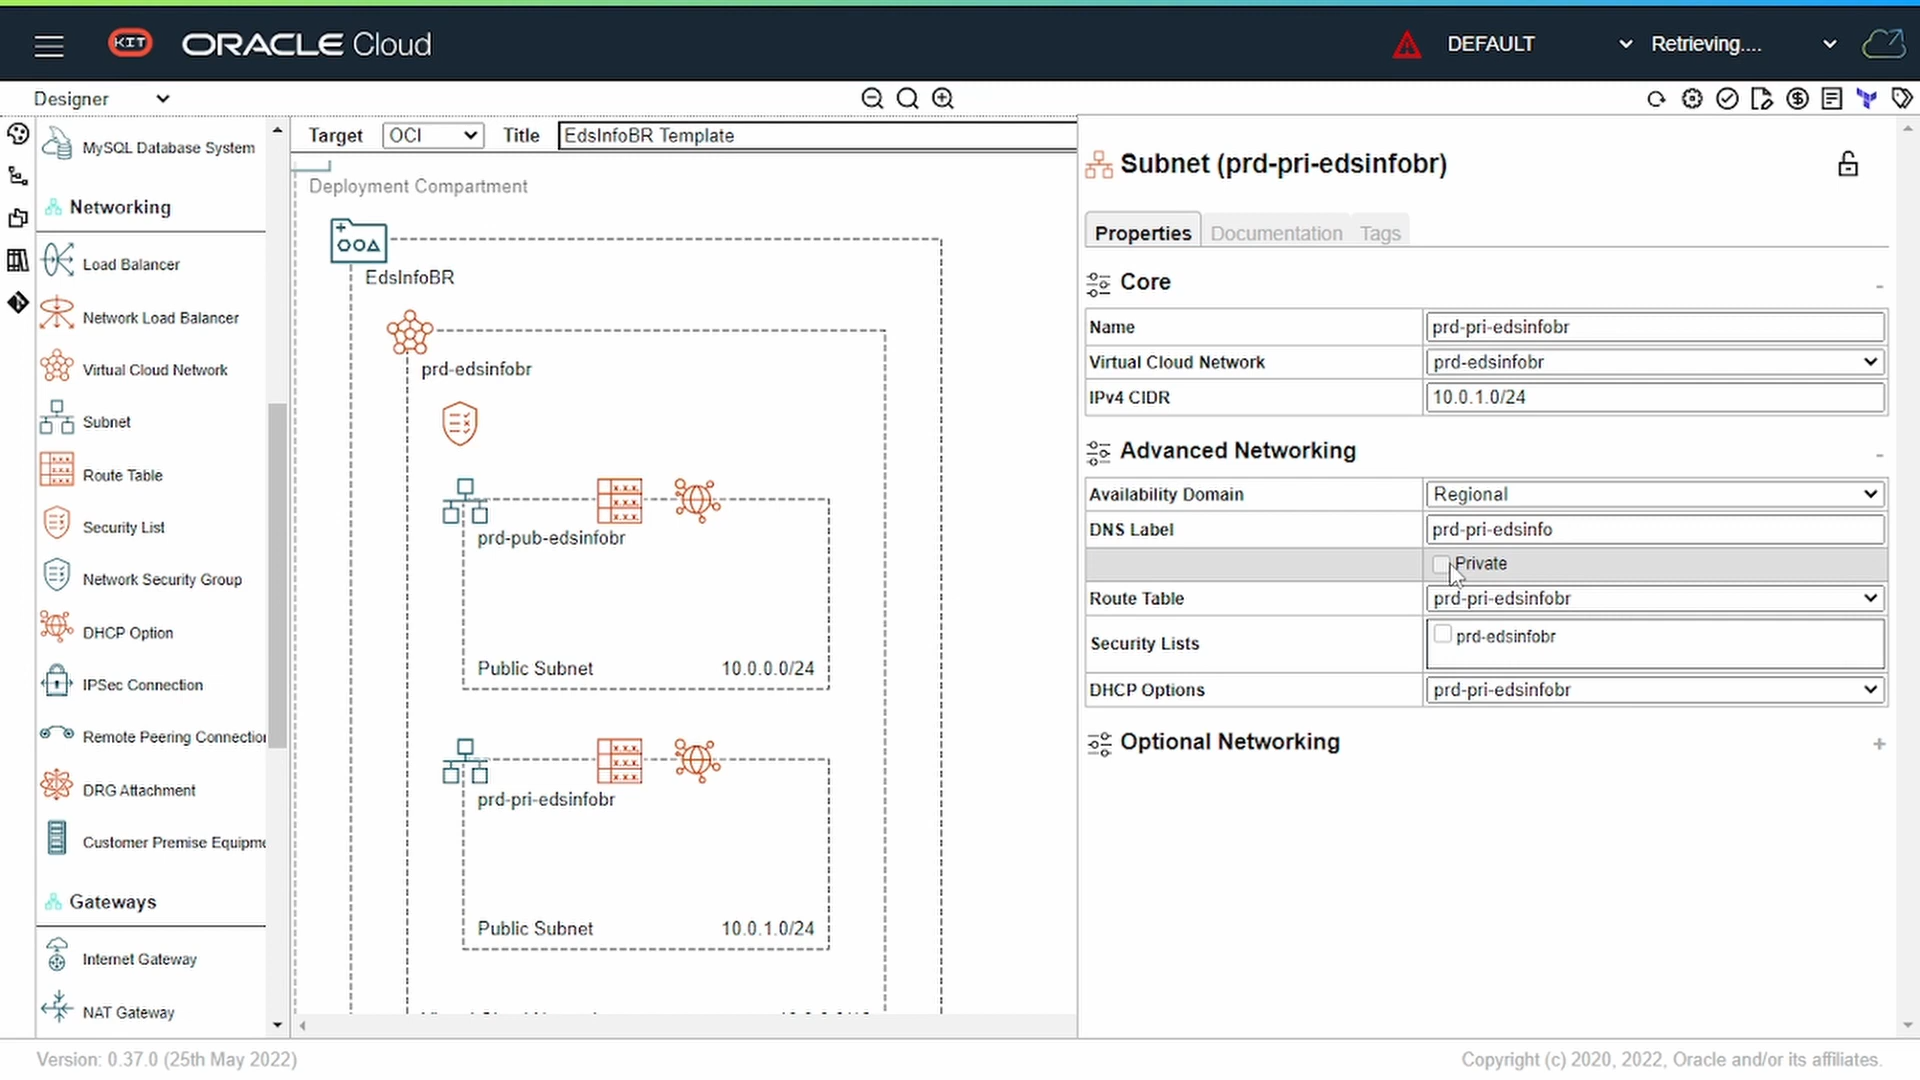 KIT ORACLE Cloud
DEFAULT
Retrieving....
Designer
Target OCI Title EdsInfoBR Template
MySQL Database System
Networking
Load Balancer
Network Load Balancer
Virtual Cloud Network
Subnet
Route Table
Security List
Network Security Group
DHCP Option
IPSec Connection
Remote Peering Connectio
DRG Attachment
Customer Premise Equipme
Gateways
Internet Gateway
NAT Gateway
Deployment Compartment
EdsInfoBR
prd-edsinfobr
prd-pub-edsinfobr
Public Subnet 10.0.0.0/24
prd-pri-edsinfobr
Public Subnet 10.0.1.0/24
Subnet (prd-pri-edsinfobr)
Properties Documentation Tags
Core -
Name prd-pri-edsinfobr
Virtual Cloud Network prd-edsinfobr
IPv4 CIDR 10.0.1.0/24
Advanced Networking -
Availability Domain Regional
DNS Label prd-pri-edsinfo
Private
Route Table prd-pri-edsinfobr
Security Lists prd-edsinfobr
DHCP Options prd-pri-edsinfobr
Optional Networking +
Version: 0.37.0 (25th May 2022)
Copyright (c) 2020, 2022, Oracle and/or its affiliates.